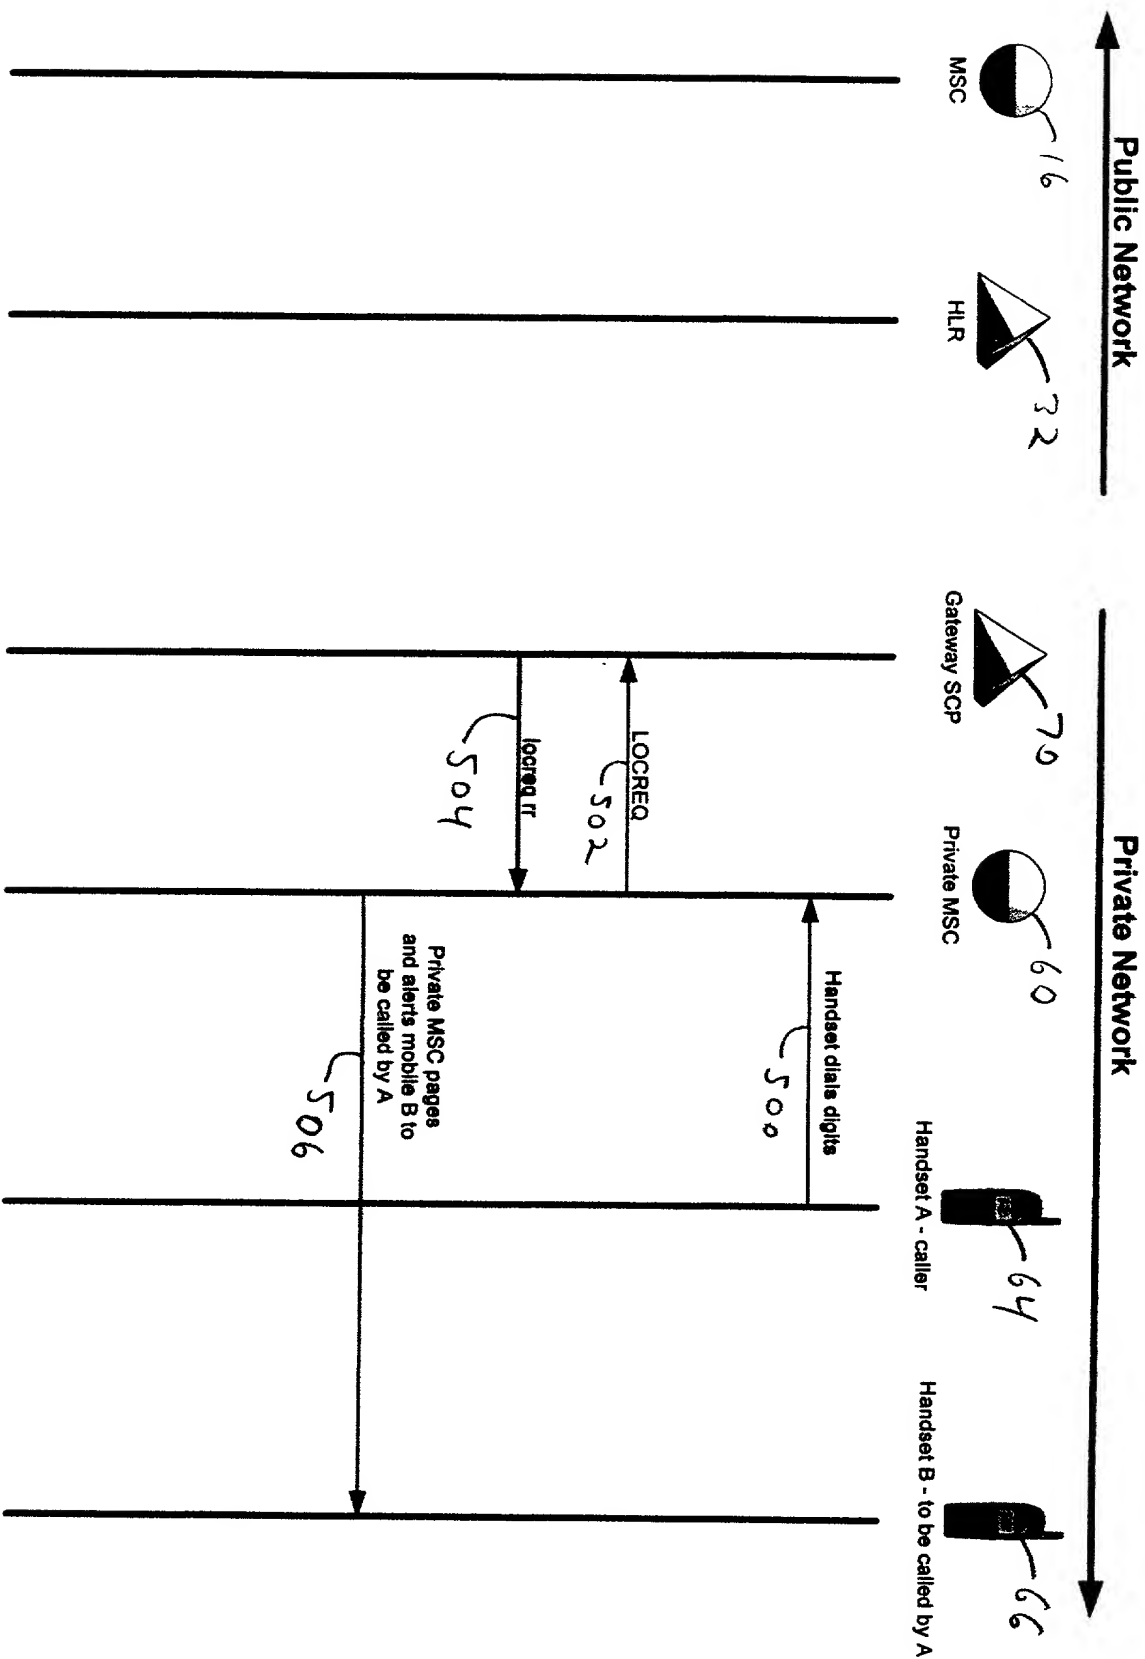 Public Network
Private Network
16
32
70
60
64
66
MSC
HLR
Gateway SCP
Private MSC
Handset A - caller
Handset B - to be called by A
Handset dials digits
500
LOCREQ
502
locreq rr
504
Private MSC pages
and alerts mobile B to
be called by A
506